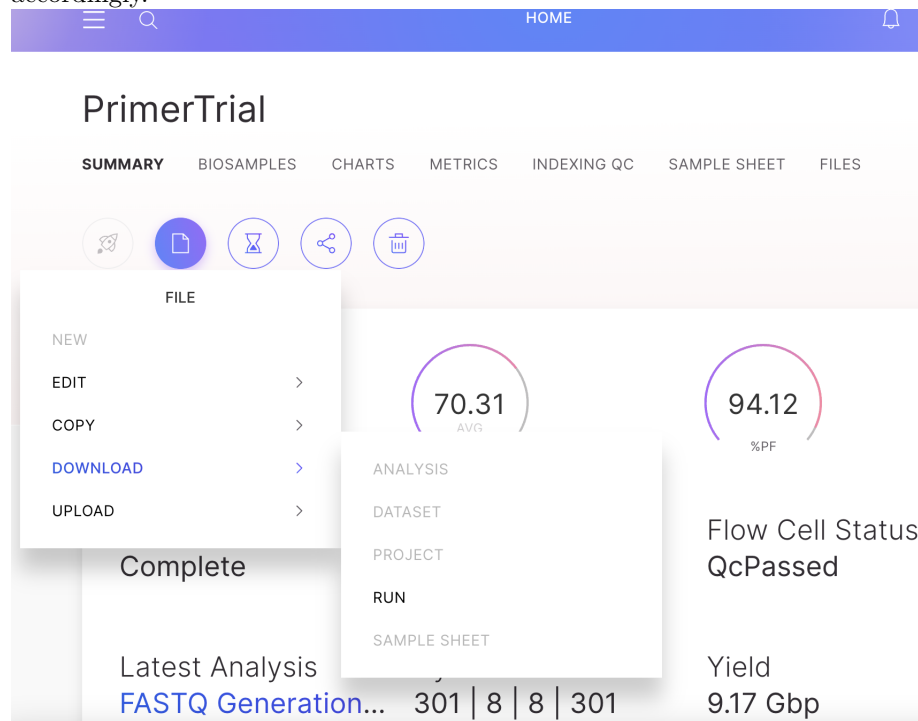 accordingly.
HOME
PrimerTrial
SUMMARY BIOSAMPLES CHARTS METRICS INDEXING QC SAMPLE SHEET FILES
FILE
NEW
EDIT
COPY
DOWNLOAD
UPLOAD
70.31
AVG
94.12
%PF
ANALYSIS
DATASET
PROJECT
RUN
SAMPLE SHEET
Complete
Flow Cell Status
QcPassed
Latest Analysis
FASTQ Generation...
301 | 8 | 8 | 301
Yield
9.17 Gbp